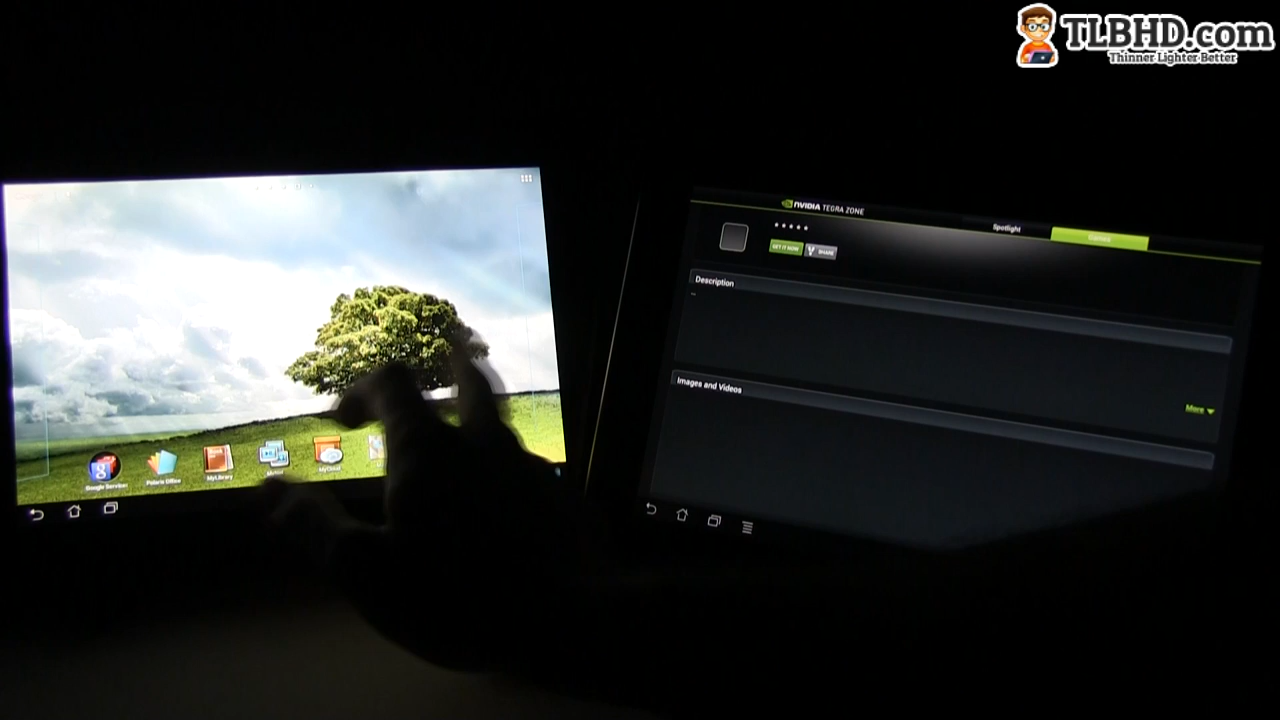 TLBHD.com
Thinner Lighter Better
NVIDIA TEGRA ZONE
Spotlight
Games
GET IT NOW
SHARE
Description
Images and Videos
More
Google Services
Polaris Office
MyLibrary
MyCloud